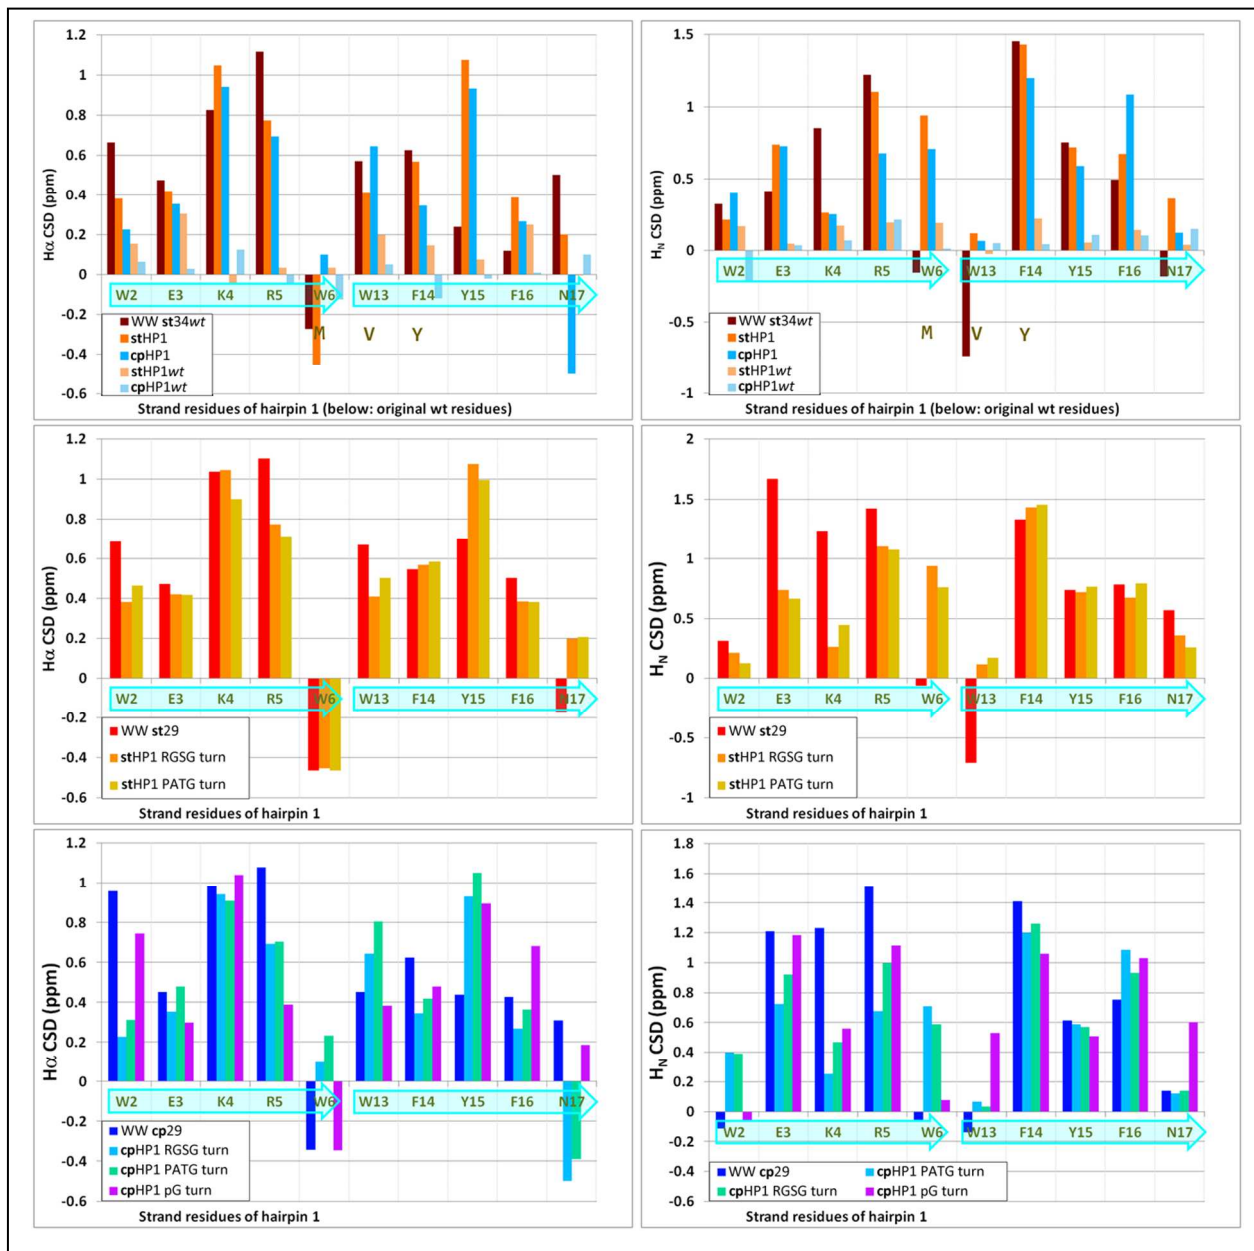 1.2
1
0.8
0.6
0.4
0.2
0
-0.2
-0.4
-0.6
Hα CSD (ppm)
W2 E3 K4 R5 W6 W13 F14 Y15 F16 N17
M V Y
WW st34wt
stHP1
cpHP1
stHP1wt
cpHP1wt
Strand residues of hairpin 1 (below: original wt residues)
1.5
1
0.5
0
-0.5
-1
HN CSD (ppm)
W2 E3 K4 R5 W6 W13 F14 Y15 F16 N17
M V Y
WW st34wt
stHP1
cpHP1
stHP1wt
cpHP1wt
Strand residues of hairpin 1 (below: original wt residues)
1.2
1
0.8
0.6
0.4
0.2
0
-0.2
-0.4
-0.6
Hα CSD (ppm)
W2 E3 K4 R5 W6 W13 F14 Y15 F16 N17
WW st29
stHP1 RGSG turn
stHP1 PATG turn
Strand residues of hairpin 1
2
1.5
1
0.5
0
-0.5
-1
HN CSD (ppm)
W2 E3 K4 R5 W6 W13 F14 Y15 F16 N17
WW st29
stHP1 RGSG turn
stHP1 PATG turn
Strand residues of hairpin 1
1.2
1
0.8
0.6
0.4
0.2
0
-0.2
-0.4
-0.6
Hα CSD (ppm)
W2 E3 K4 R5 W6 W13 F14 Y15 F16 N17
WW cp29
cpHP1 RGSG turn
cpHP1 PATG turn
cpHP1 pG turn
Strand residues of hairpin 1
1.8
1.6
1.4
1.2
1
0.8
0.6
0.4
0.2
0
-0.2
-0.4
-0.6
HN CSD (ppm)
W2 E3 K4 R5 W6 W13 F14 Y15 F16 N17
WW cp29 cpHP1 PATG turn
cpHP1 RGSG turn cpHP1 pG turn
Strand residues of hairpin 1